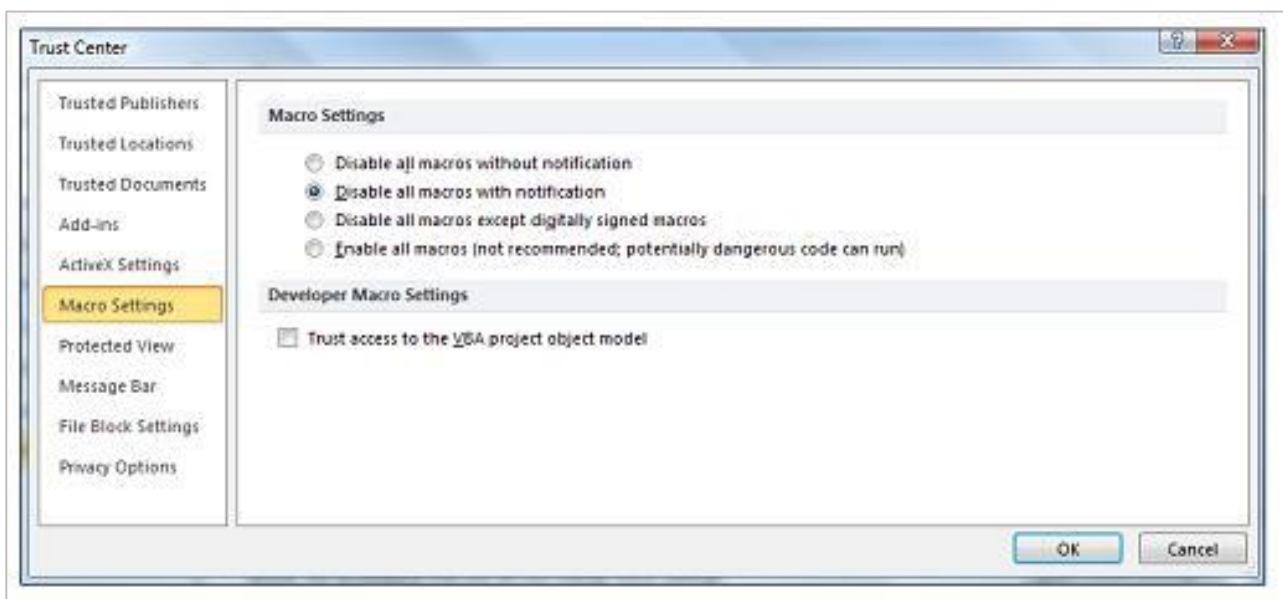 Trust Center
Trusted Publishers
Trusted Locations
Trusted Documents
Add-ins
ActiveX Settings
Macro Settings
Protected View
Message Bar
File Block Settings
Privacy Options
Macro Settings
Disable all macros without notification
Disable all macros with notification
Disable all macros except digitally signed macros
Enable all macros (not recommended; potentially dangerous code can run)
Developer Macro Settings
Trust access to the VBA project object model
OK
Cancel